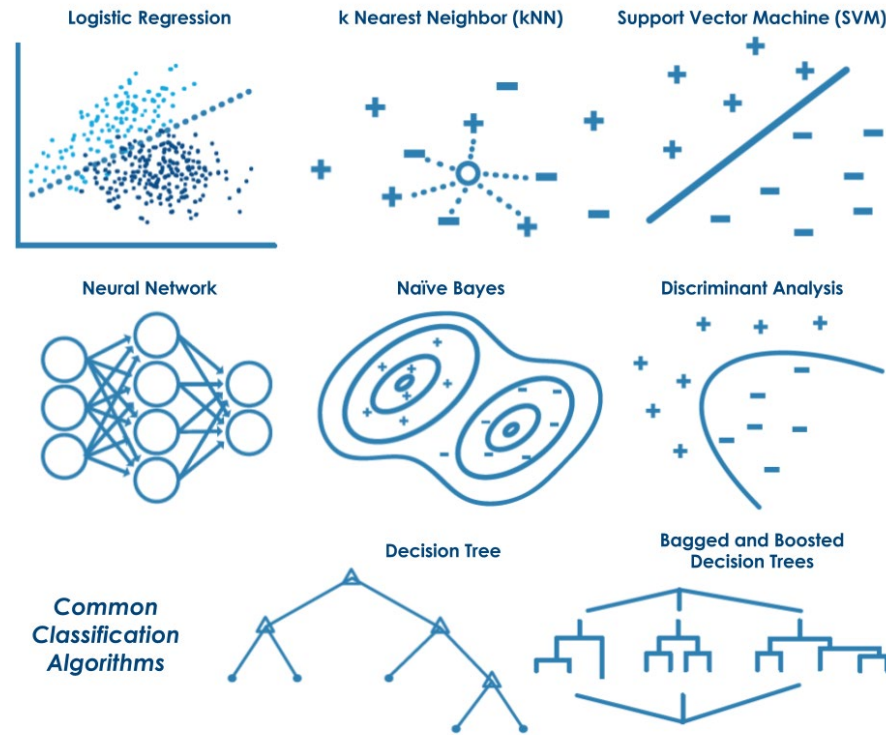 Logistic Regression
k Nearest Neighbor (kNN)
Support Vector Machine (SVM)
Neural Network
Naïve Bayes
Discriminant Analysis
Decision Tree
Bagged and Boosted
Decision Trees
Common
Classification
Algorithms